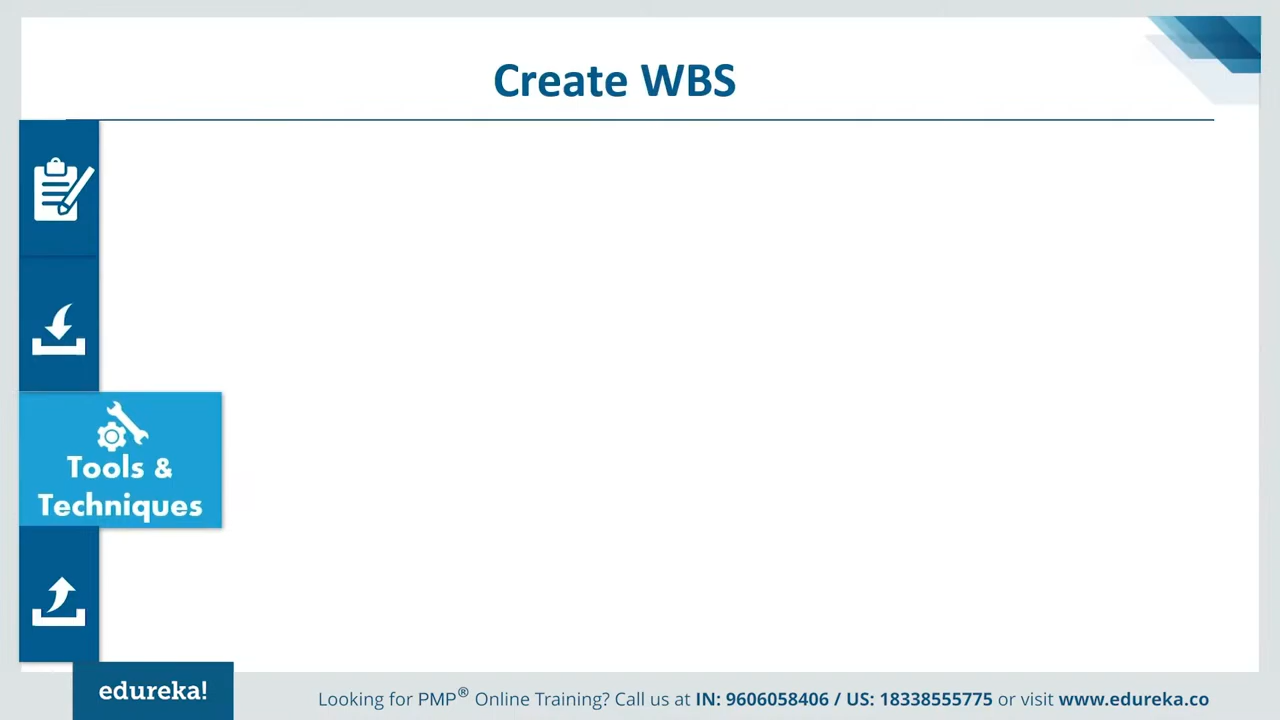 Create WBS
Tools &
Techniques
edureka!
Looking for PMP® Online Training? Call us at IN: 9606058406 / US: 18338555775 or visit www.edureka.co